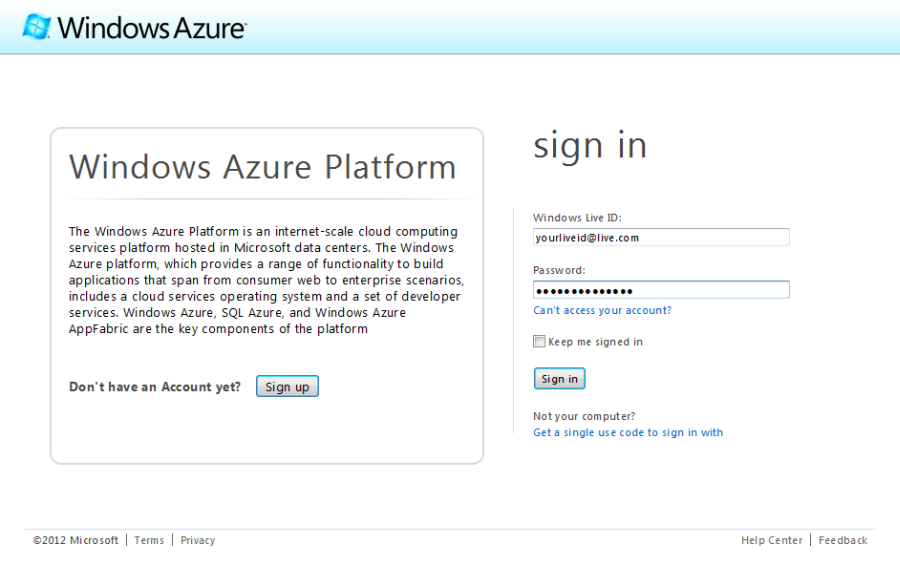 Windows Azure™
Windows Azure Platform
The Windows Azure Platform is an internet-scale cloud computing
services platform hosted in Microsoft data centers. The Windows
Azure platform, which provides a range of functionality to build
applications that span from consumer web to enterprise scenarios,
includes a cloud services operating system and a set of developer
services. Windows Azure, SQL Azure, and Windows Azure
AppFabric are the key components of the platform
Don't have an Account yet? Sign up
sign in
Windows Live ID:
yourliveid@live.com
Password:
••••••••••••••
Can't access your account?
Keep me signed in
Sign in
Not your computer?
Get a single use code to sign in with
©2012 Microsoft | Terms | Privacy
Help Center | Feedback